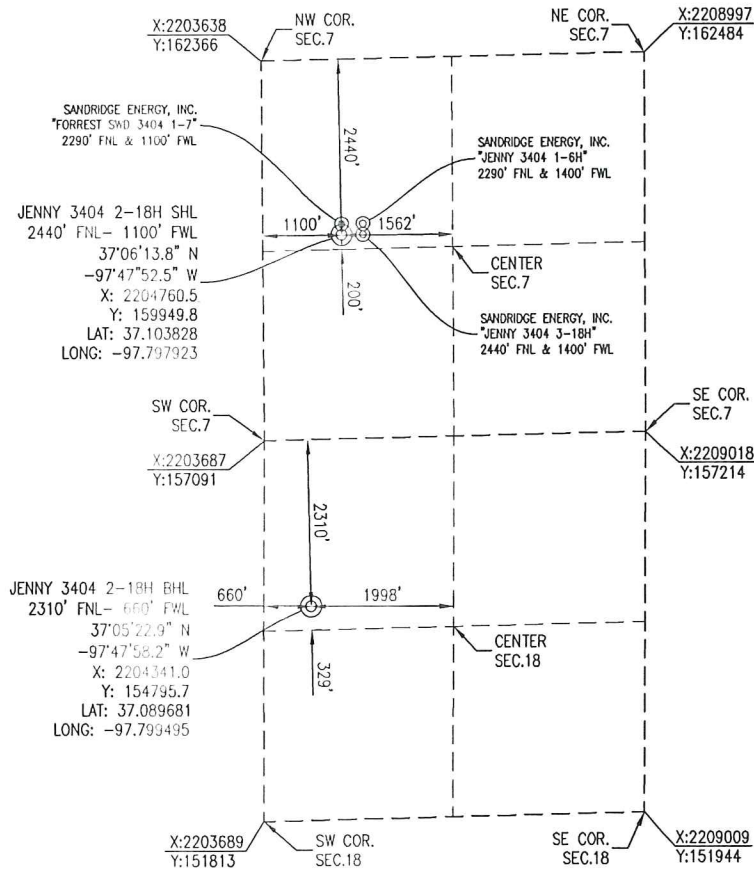 X:2203638
Y:162366
NW COR.
SEC.7
NE COR.
SEC.7
X:2208997
Y:162484
SANDRIDGE ENERGY, INC.
"FORREST SWD 3404 1-7"
2290' FNL & 1100' FWL
2440'
SANDRIDGE ENERGY, INC.
"JENNY 3404 1-6H"
2290' FNL & 1400' FWL
JENNY 3404 2-18H SHL
2440' FNL- 1100' FWL
37°06'13.8" N
-97°47'52.5" W
X: 2204760.5
Y: 159949.8
LAT: 37.103828
LONG: -97.797923
1100'
1562'
CENTER
SEC.7
200'
SANDRIDGE ENERGY, INC.
"JENNY 3404 3-18H"
2440' FNL & 1400' FWL
SW COR.
SEC.7
X:2203687
Y:157091
SE COR.
SEC.7
X:2209018
Y:157214
2310'
JENNY 3404 2-18H BHL
2310' FNL- 660' FWL
37°05'22.9" N
-97°47'58.2" W
X: 2204341.0
Y: 154795.7
LAT: 37.089681
LONG: -97.799495
660'
1998'
CENTER
SEC.18
329'
X:2203689
Y:151813
SW COR.
SEC.18
SE COR.
SEC.18
X:2209009
Y:151944